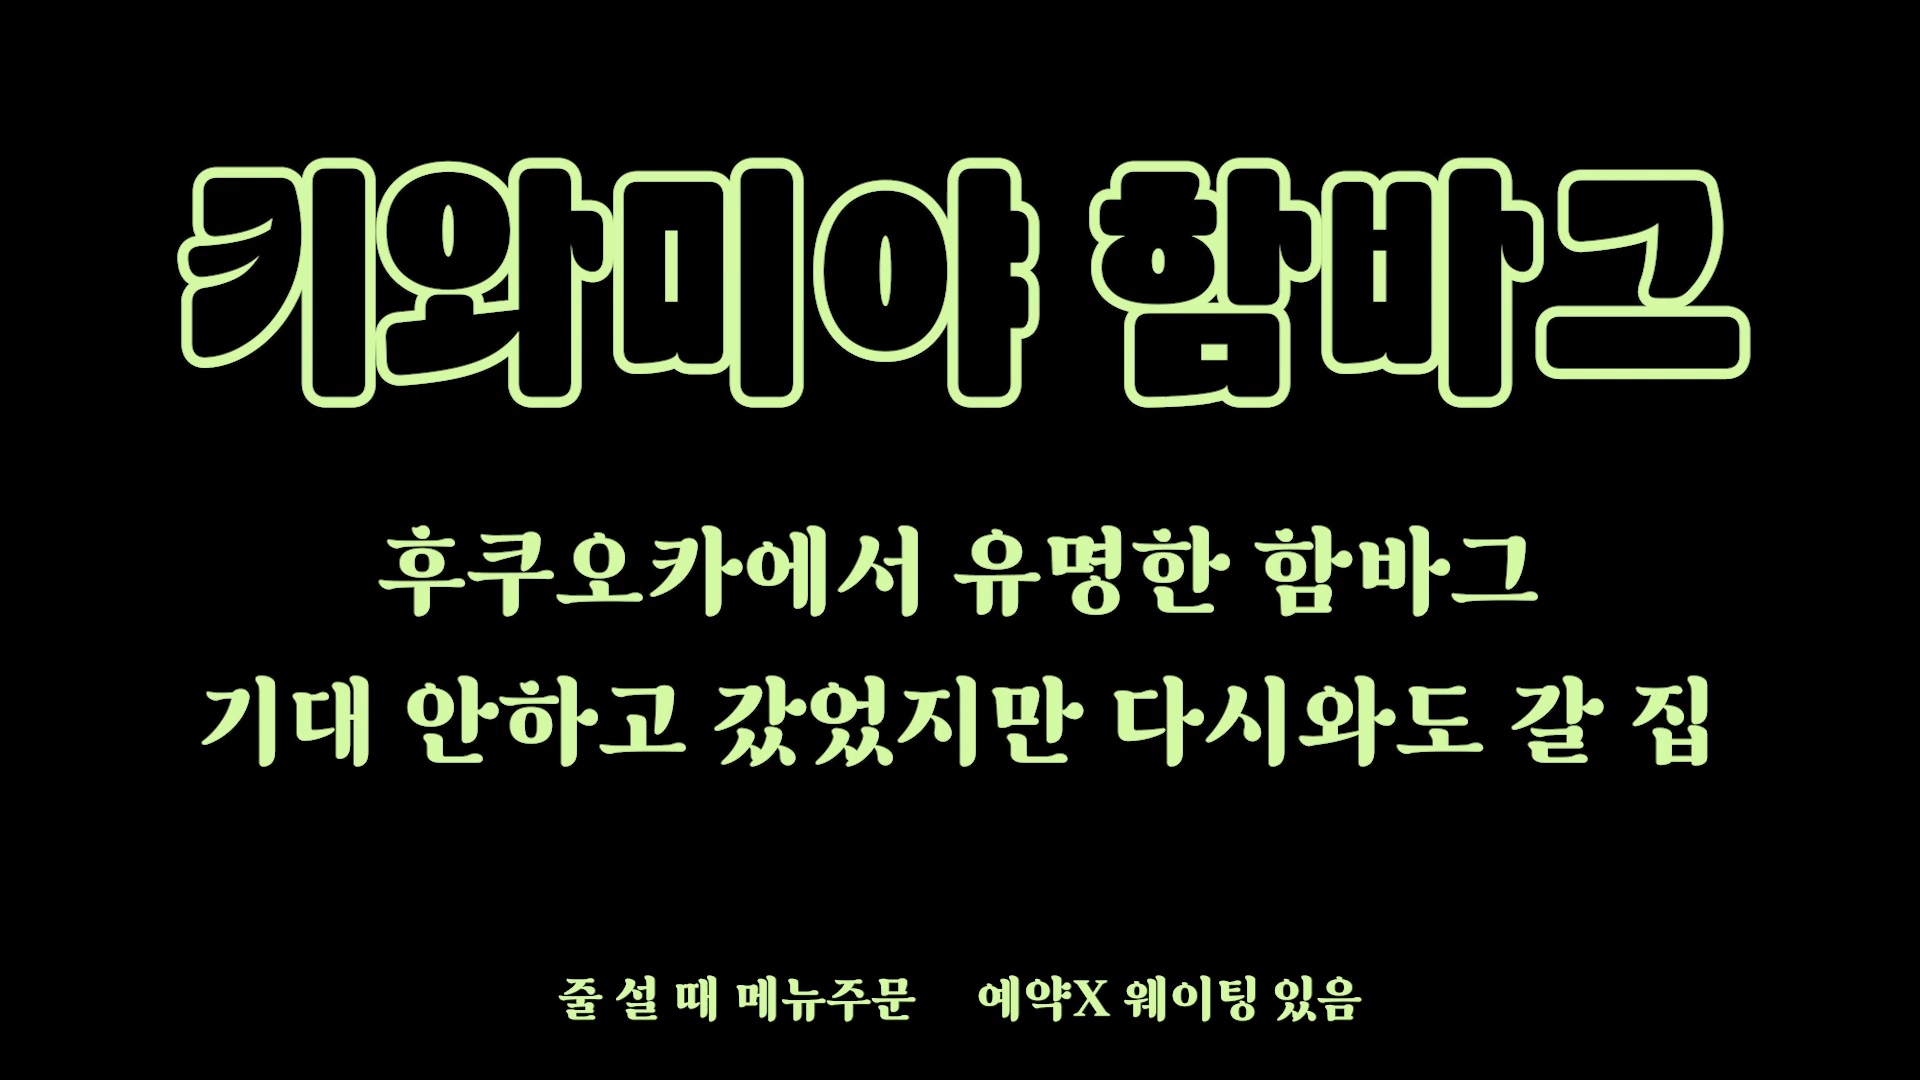 키와미야 함바그
후쿠오카에서 유명한 함바그
기대 안하고 갔었지만 다시와도 갈 집
줄 설 때 메뉴주문 예약X 웨이팅 있음